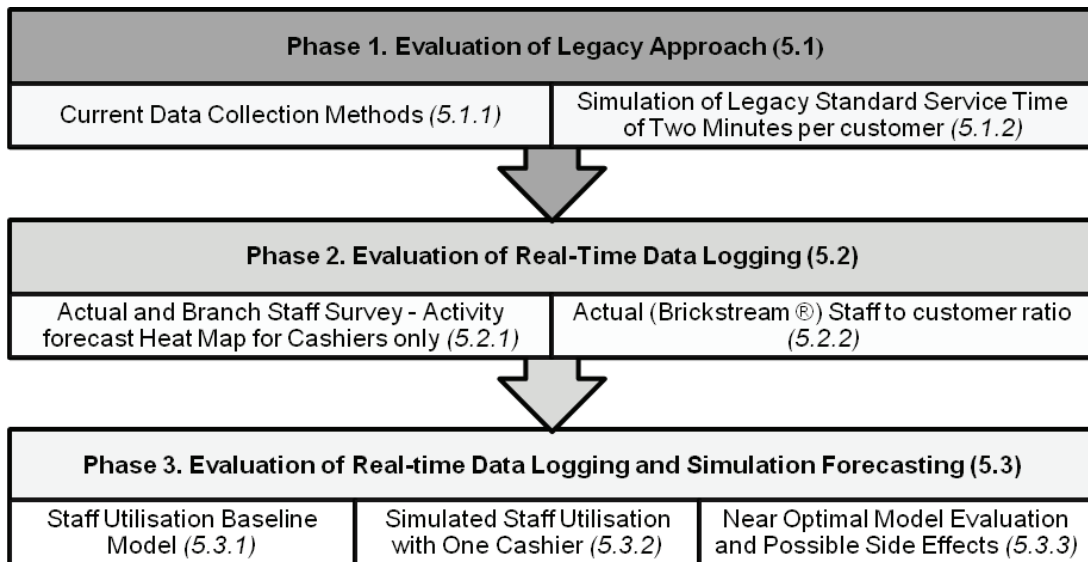 Phase 1. Evaluation of Legacy Approach (5.1)
Current Data Collection Methods (5.1.1)
Simulation of Legacy Standard Service Time
of Two Minutes per customer (5.1.2)
Phase 2. Evaluation of Real-Time Data Logging (5.2)
Actual and Branch Staff Survey - Activity
forecast Heat Map for Cashiers only (5.2.1)
Actual (Brickstream ®) Staff to customer ratio
(5.2.2)
Phase 3. Evaluation of Real-time Data Logging and Simulation Forecasting (5.3)
Staff Utilisation Baseline
Model (5.3.1)
Simulated Staff Utilisation
with One Cashier (5.3.2)
Near Optimal Model Evaluation
and Possible Side Effects (5.3.3)